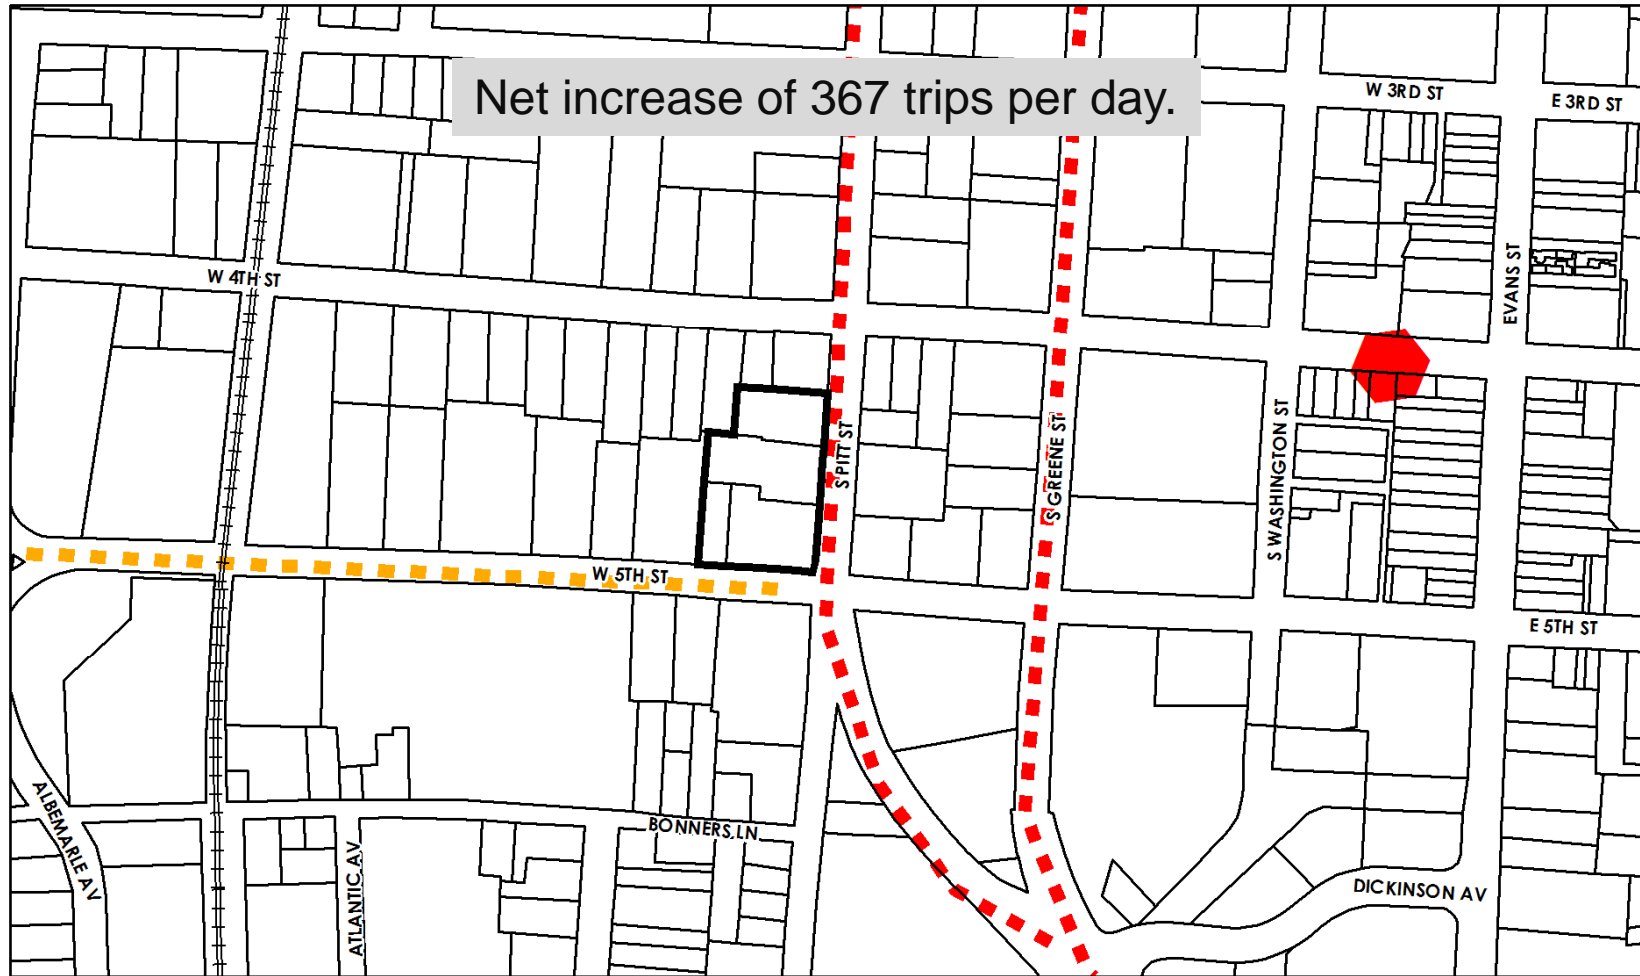 Net increase of 367 trips per day.
W 3RD ST
E 3RD ST
W 4TH ST
EVANS ST
S PITT ST
S GREENE ST
S WASHINGTON ST
W 5TH ST
E 5TH ST
ALBEMARLE AV
ATLANTIC AV
BONNERS LN
DICKINSON AV